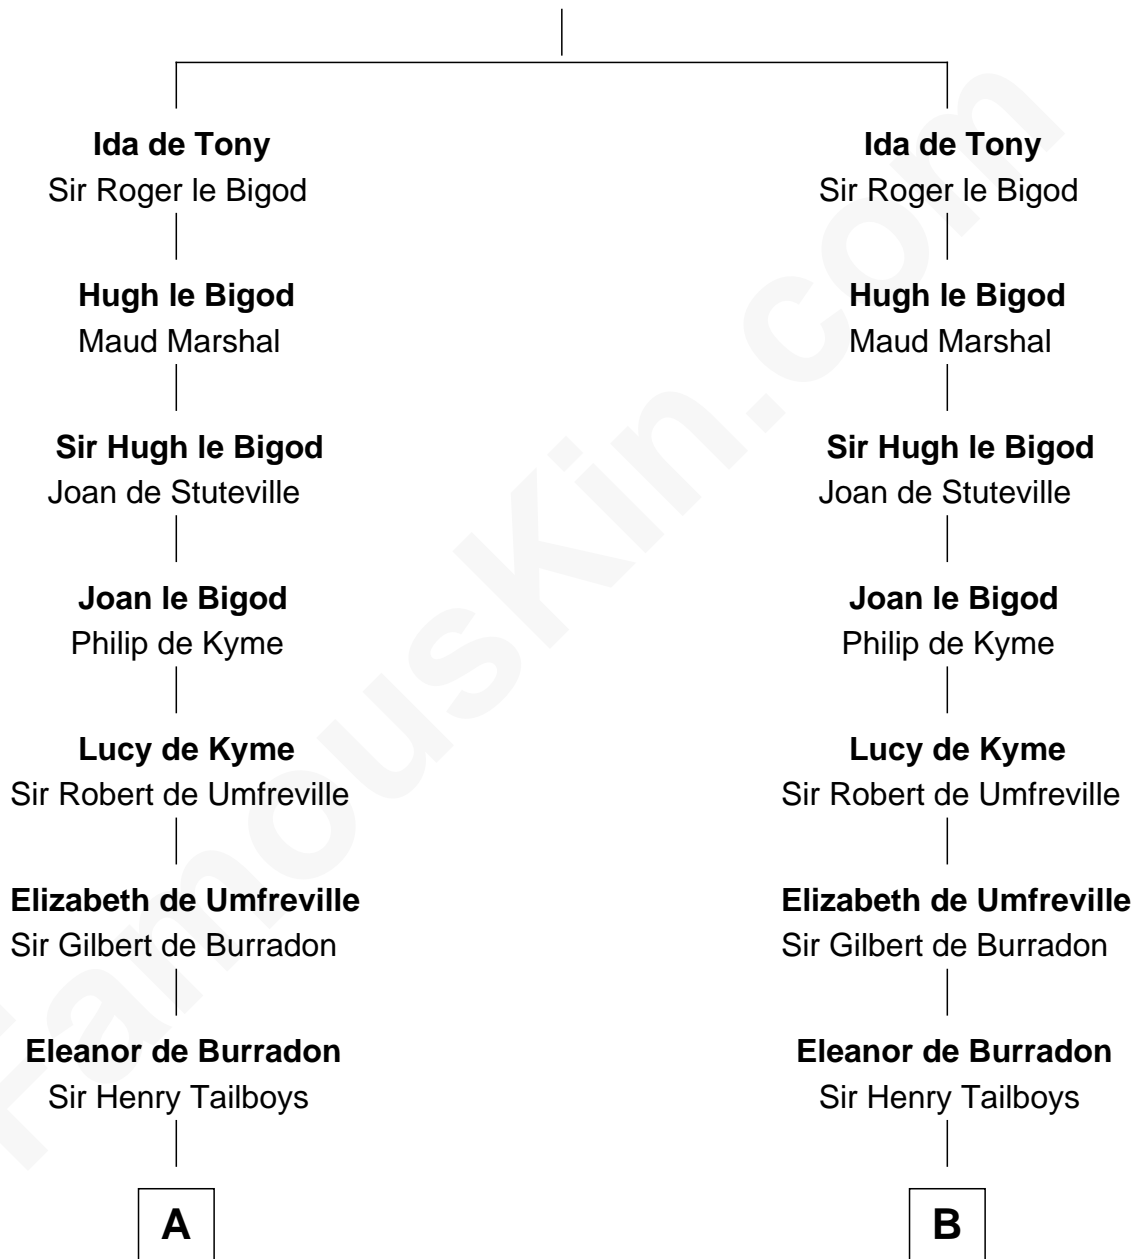 Ida de Tony
Sir Roger le Bigod
Hugh le Bigod
Maud Marshal
Sir Hugh le Bigod
Joan de Stuteville
Joan le Bigod
Philip de Kyme
Lucy de Kyme
Sir Robert de Umfreville
Elizabeth de Umfreville
Sir Gilbert de Burradon
Eleanor de Burradon
Sir Henry Tailboys
A
Ida de Tony
Sir Roger le Bigod
Hugh le Bigod
Maud Marshal
Sir Hugh le Bigod
Joan de Stuteville
Joan le Bigod
Philip de Kyme
Lucy de Kyme
Sir Robert de Umfreville
Elizabeth de Umfreville
Sir Gilbert de Burradon
Eleanor de Burradon
Sir Henry Tailboys
B
FamousKin.com